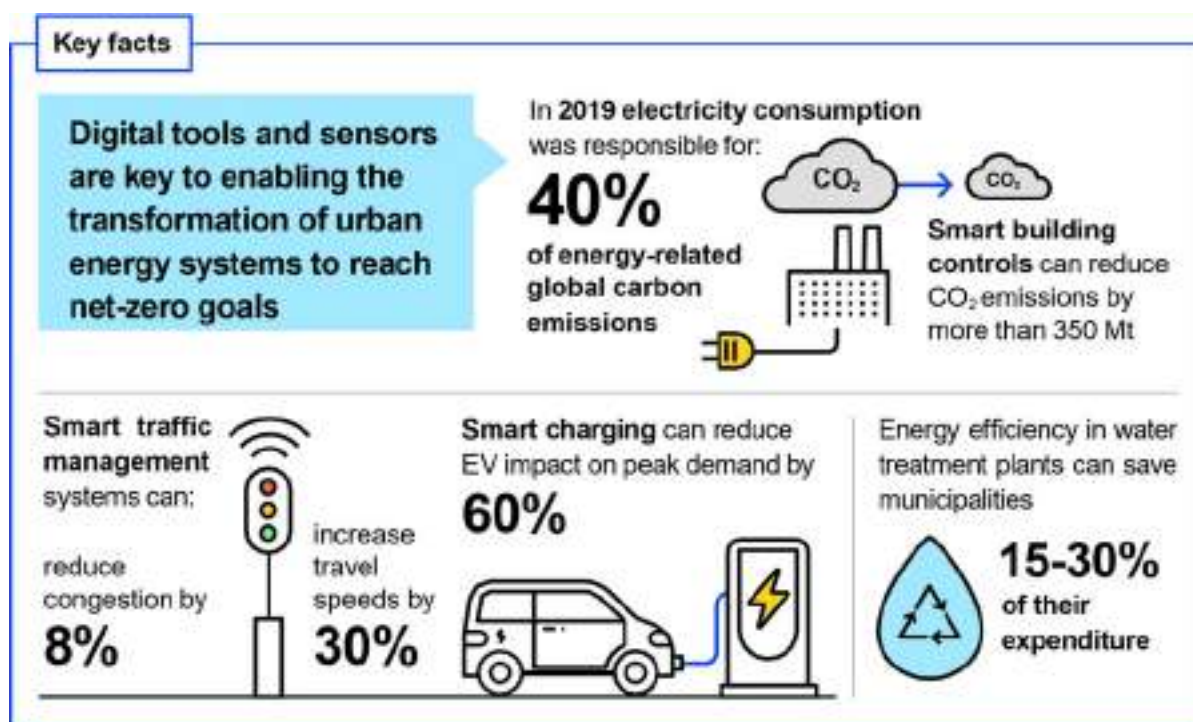 Key facts
Digital tools and sensors
are key to enabling the
transformation of urban
energy systems to reach
net-zero goals
In 2019 electricity consumption
was responsible for:
40%
of energy-related
global carbon
emissions
CO₂
CO₂
Smart building
controls can reduce
CO₂ emissions by
more than 350 Mt
Smart traffic
management
systems can:
reduce
congestion by
8%
increase
travel
speeds by
30%
Smart charging can reduce
EV impact on peak demand by
60%
Energy efficiency in water
treatment plants can save
municipalities
15-30%
of their
expenditure